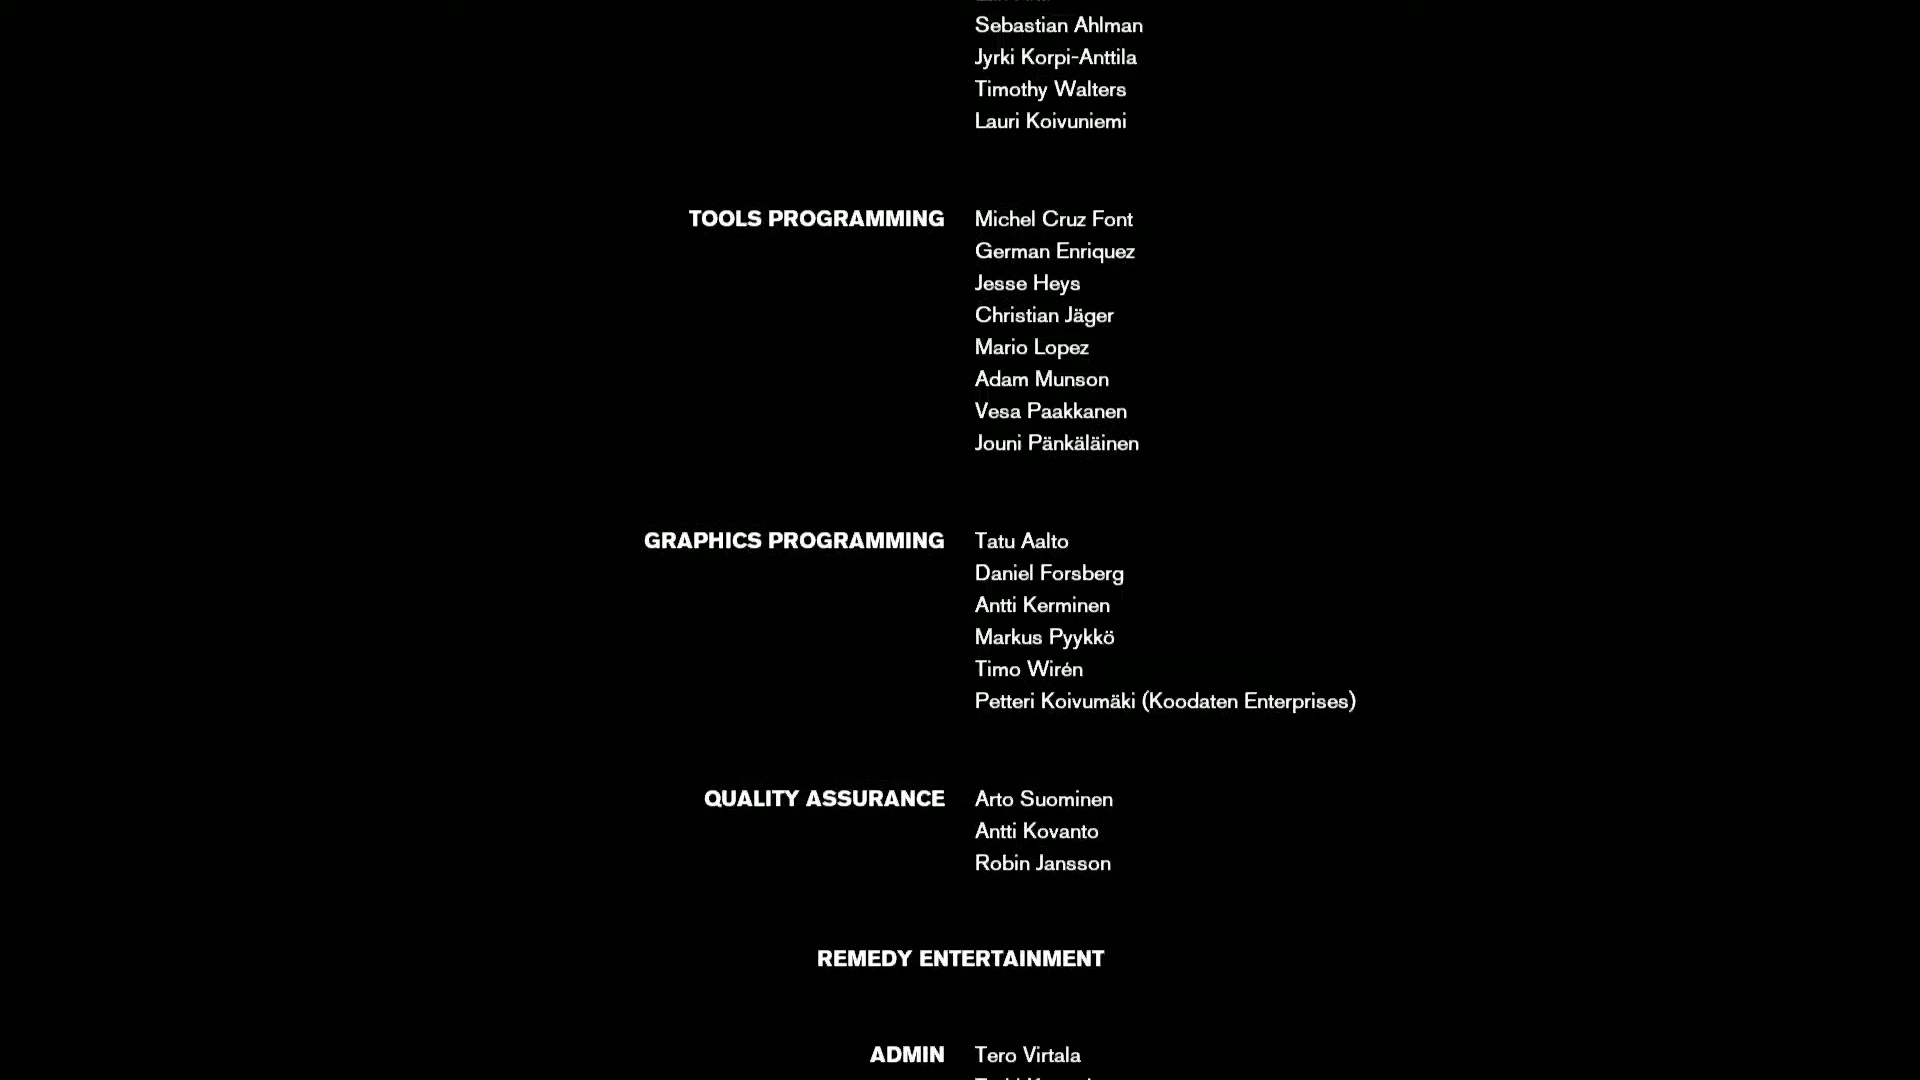 Sebastian Ahlman
Jyrki Korpi-Anttila
Timothy Walters
Lauri Koivuniemi
TOOLS PROGRAMMING Michel Cruz Font
German Enriquez
Jesse Heys
Christian Jäger
Mario Lopez
Adam Munson
Vesa Paakkanen
Jouni Pänkäläinen
GRAPHICS PROGRAMMING Tatu Aalto
Daniel Forsberg
Antti Kerminen
Markus Pyykkö
Timo Wirén
Petteri Koivumäki (Koodaten Enterprises)
QUALITY ASSURANCE Arto Suominen
Antti Kovanto
Robin Jansson
REMEDY ENTERTAINMENT
ADMIN Tero Virtala